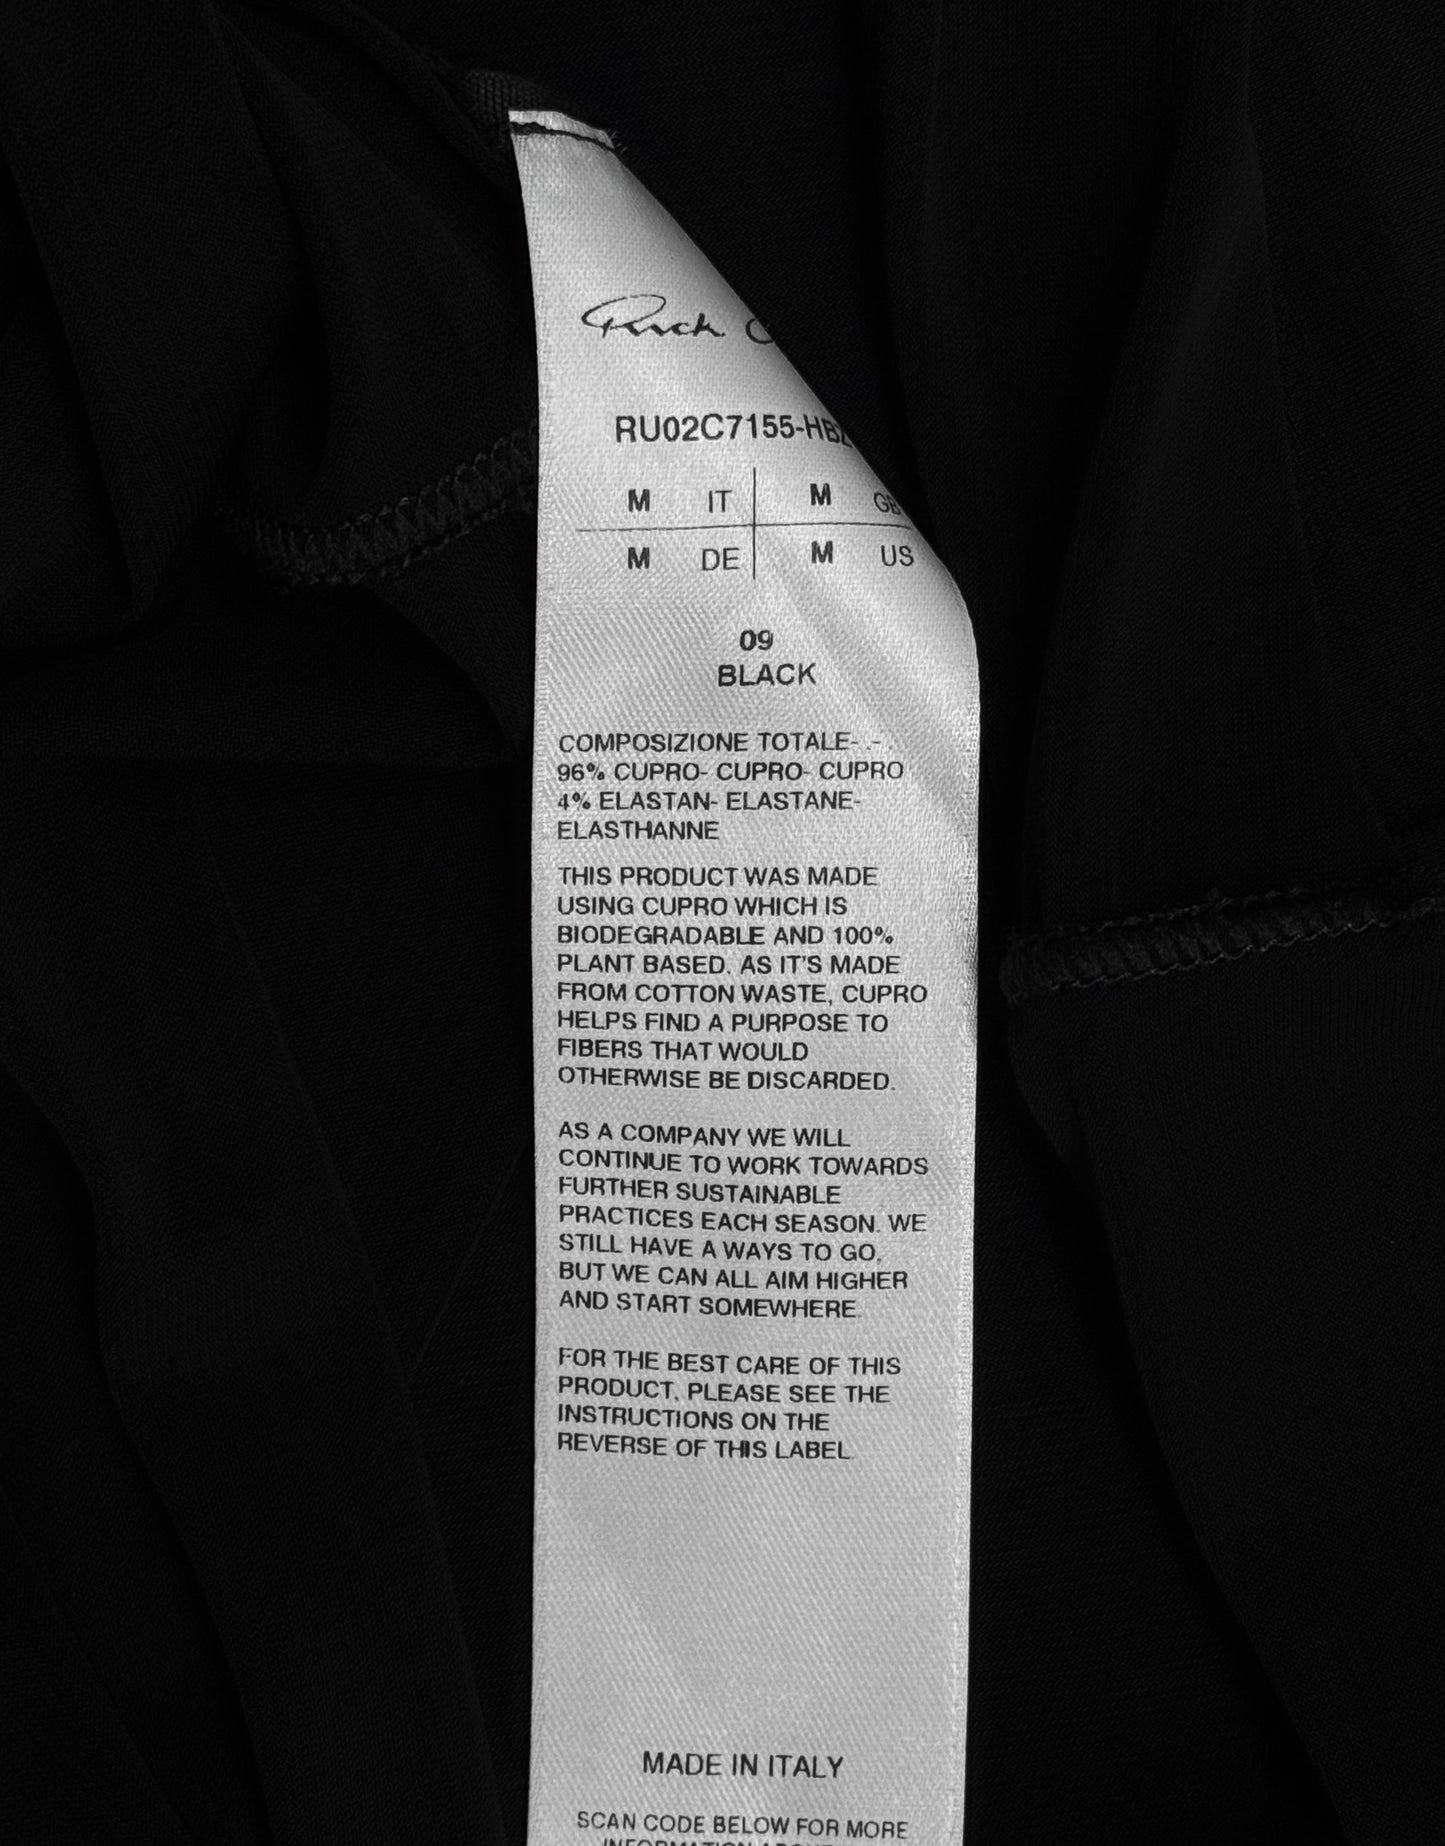 Rick
RU02C7155-HB
M IT M GB
M DE M US
09
BLACK
COMPOSIZIONE TOTALE- .- .
96% CUPRO- CUPRO- CUPRO
4% ELASTAN- ELASTANE-
ELASTHANNE
THIS PRODUCT WAS MADE
USING CUPRO WHICH IS
BIODEGRADABLE AND 100%
PLANT BASED. AS IT'S MADE
FROM COTTON WASTE, CUPRO
HELPS FIND A PURPOSE TO
FIBERS THAT WOULD
OTHERWISE BE DISCARDED.
AS A COMPANY WE WILL
CONTINUE TO WORK TOWARDS
FURTHER SUSTAINABLE
PRACTICES EACH SEASON. WE
STILL HAVE A WAYS TO GO,
BUT WE CAN ALL AIM HIGHER
AND START SOMEWHERE.
FOR THE BEST CARE OF THIS
PRODUCT, PLEASE SEE THE
INSTRUCTIONS ON THE
REVERSE OF THIS LABEL.
MADE IN ITALY
SCAN CODE BELOW FOR MORE